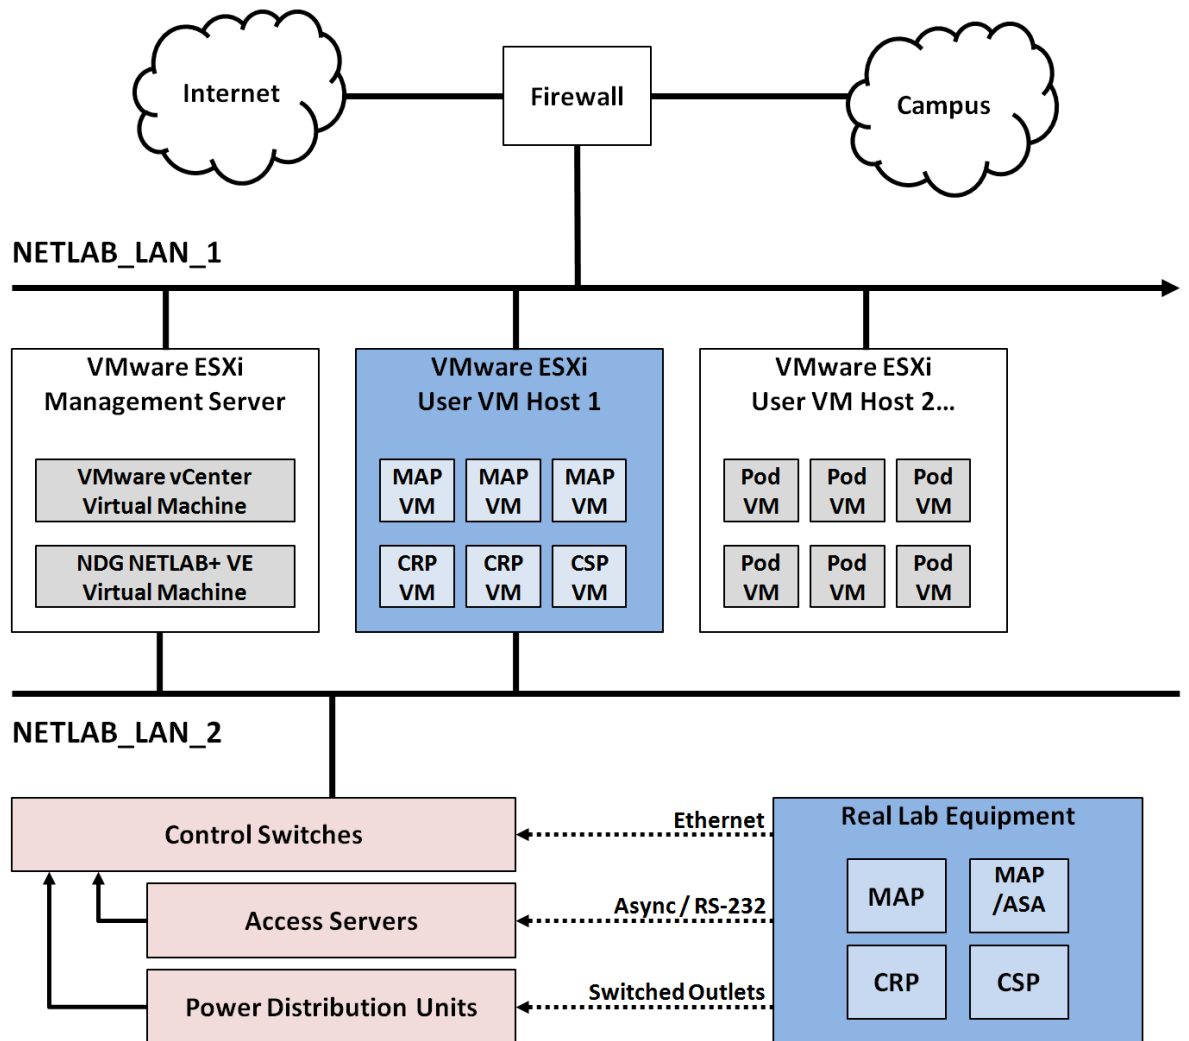 Internet
Firewall
Campus
NETLAB_LAN_1
VMware ESXi
Management Server
VMware vCenter
Virtual Machine
NDG NETLAB+ VE
Virtual Machine
VMware ESXi
User VM Host 1
MAP
VM
MAP
VM
MAP
VM
CRP
VM
CRP
VM
CSP
VM
VMware ESXi
User VM Host 2...
Pod
VM
Pod
VM
Pod
VM
Pod
VM
Pod
VM
Pod
VM
NETLAB_LAN_2
Control Switches
Access Servers
Power Distribution Units
Ethernet
Async / RS-232
Switched Outlets
Real Lab Equipment
MAP
MAP
/ASA
CRP
CSP